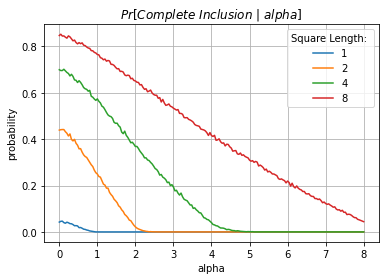 Pr[Complete Inclusion | alpha]
Square Length:
1
2
4
8
probability
0.8
0.6
0.4
0.2
0.0
0 1 2 3 4 5 6 7 8
alpha